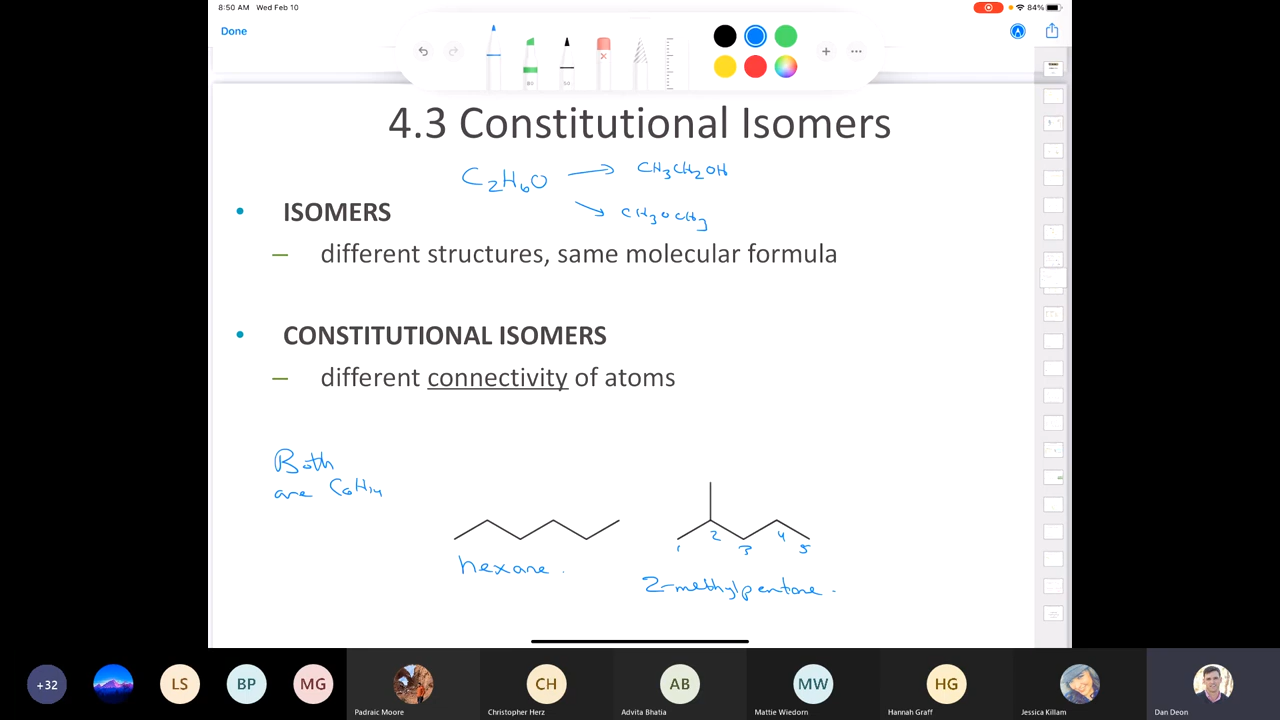 8:50 AM Wed Feb 10
84%
Done
4.3 Constitutional Isomers
C2H6O → CH3CH2OH
→ CH3OCH3
• ISOMERS
– different structures, same molecular formula
• CONSTITUTIONAL ISOMERS
– different connectivity of atoms
Both
are C6H14
1 2 3 4 5
hexane.
2-methylpentane.
+32
LS
BP
MG
CH
AB
MW
HG
Padraic Moore
Christopher Herz
Advita Bhatia
Mattie Wiedorn
Hannah Graff
Jessica Killam
Dan Deon